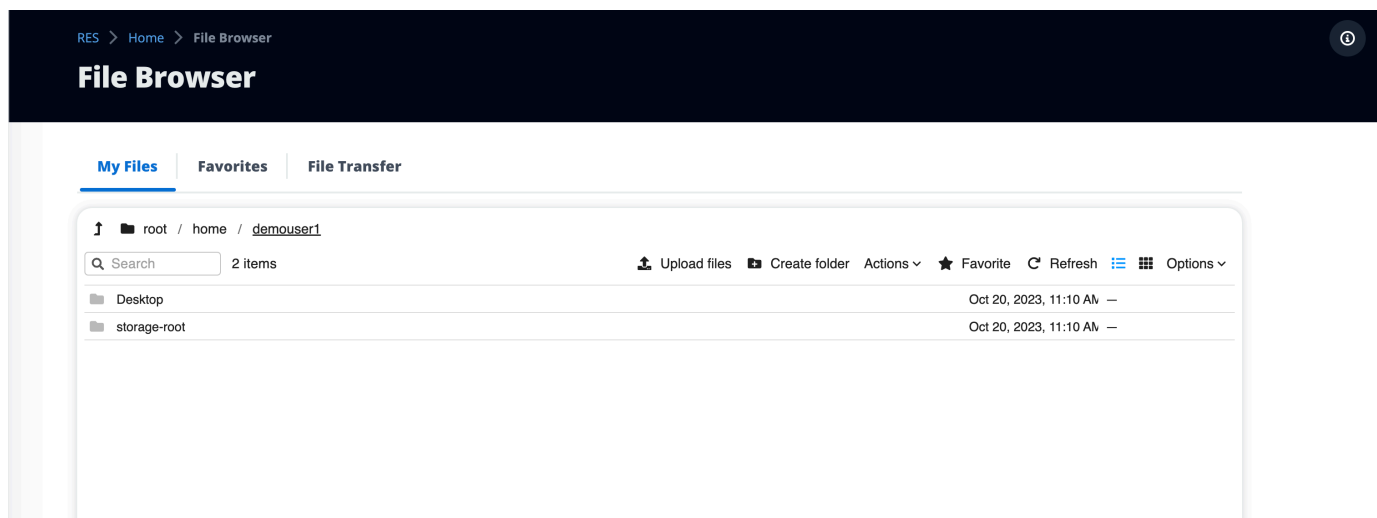 RES > Home > File Browser
File Browser
My Files Favorites File Transfer
root / home / demouser1
Search 2 items Upload files Create folder Actions Favorite Refresh Options
Desktop Oct 20, 2023, 11:10 AM —
storage-root Oct 20, 2023, 11:10 AM —